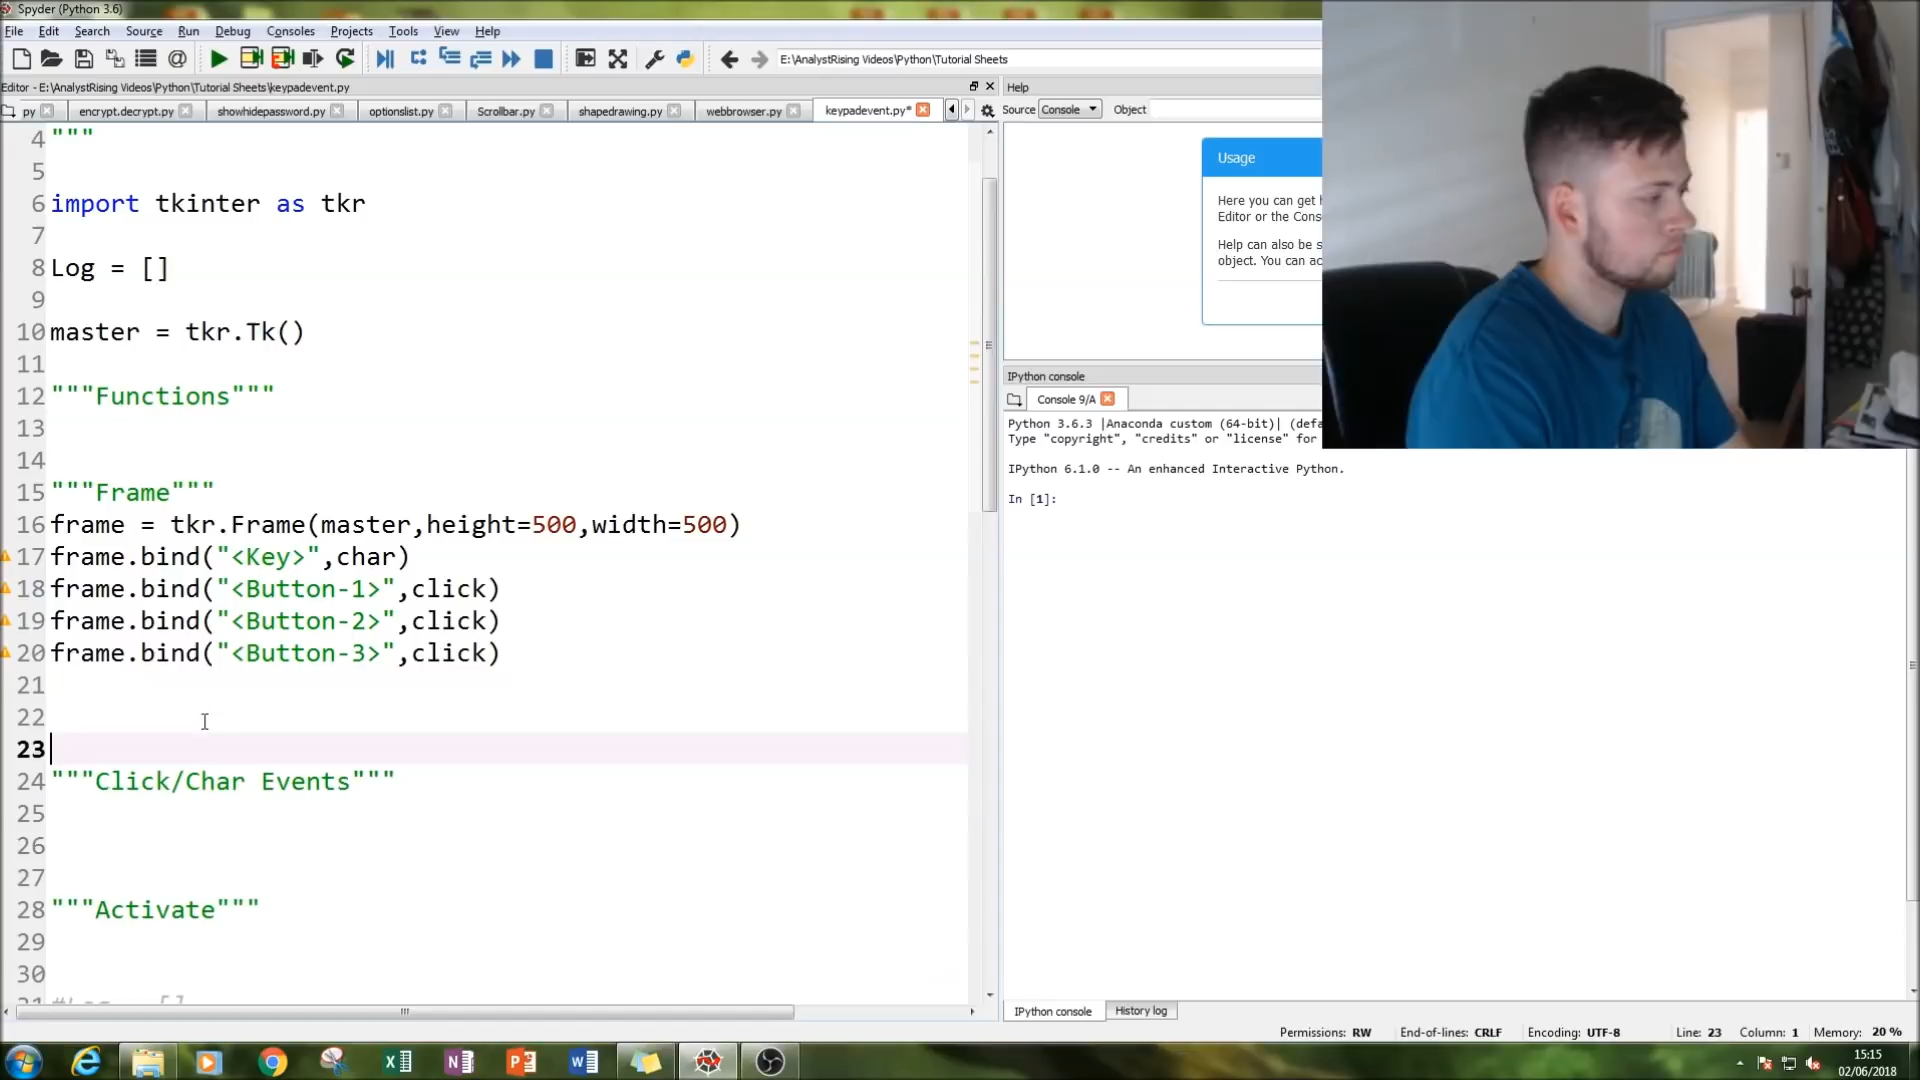 Spyder (Python 3.6)
File Edit Search Source Run Debug Consoles Projects Tools View Help
E:\AnalystRising Videos\Python\Tutorial Sheets
Editor - E:\AnalystRising Videos\Python\Tutorial Sheets\keypadevent.py
py encrypt.decrypt.py showhidepassword.py optionslist.py Scrollbar.py shapedrawing.py webbrowser.py keypadevent.py*
4 """
5
6 import tkinter as tkr
7
8 Log = []
9
10 master = tkr.Tk()
11
12 """Functions"""
13
14
15 """Frame"""
16 frame = tkr.Frame(master,height=500,width=500)
17 frame.bind("<Key>",char)
18 frame.bind("<Button-1>",click)
19 frame.bind("<Button-2>",click)
20 frame.bind("<Button-3>",click)
21
22
23
24 """Click/Char Events"""
25
26
27
28 """Activate"""
29
30
Help
Source Console Object
Usage
Here you can get
Editor or the Cons
Help can also be s
object. You can ac
IPython console
Console 9/A
Python 3.6.3 |Anaconda custom (64-bit)| (defa
Type "copyright", "credits" or "license" for
IPython 6.1.0 -- An enhanced Interactive Python.
In [1]:
IPython console History log
Permissions: RW End-of-lines: CRLF Encoding: UTF-8 Line: 23 Column: 1 Memory: 20 %
15:15
02/06/2018